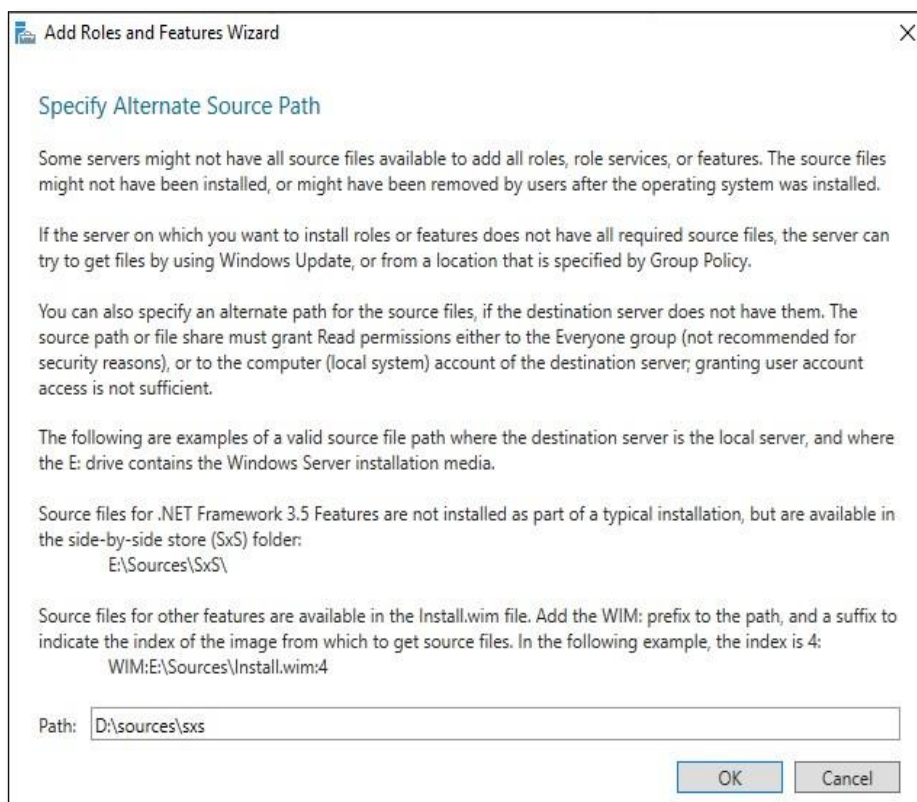 Add Roles and Features Wizard
Specify Alternate Source Path
Some servers might not have all source files available to add all roles, role services, or features. The source files
might not have been installed, or might have been removed by users after the operating system was installed.
If the server on which you want to install roles or features does not have all required source files, the server can
try to get files by using Windows Update, or from a location that is specified by Group Policy.
You can also specify an alternate path for the source files, if the destination server does not have them. The
source path or file share must grant Read permissions either to the Everyone group (not recommended for
security reasons), or to the computer (local system) account of the destination server; granting user account
access is not sufficient.
The following are examples of a valid source file path where the destination server is the local server, and where
the E: drive contains the Windows Server installation media.
Source files for .NET Framework 3.5 Features are not installed as part of a typical installation, but are available in
the side-by-side store (SxS) folder:
E:\Sources\SxS\
Source files for other features are available in the Install.wim file. Add the WIM: prefix to the path, and a suffix to
indicate the index of the image from which to get source files. In the following example, the index is 4:
WIM:E:\Sources\Install.wim:4
Path: D:\sources\sxs
OK Cancel